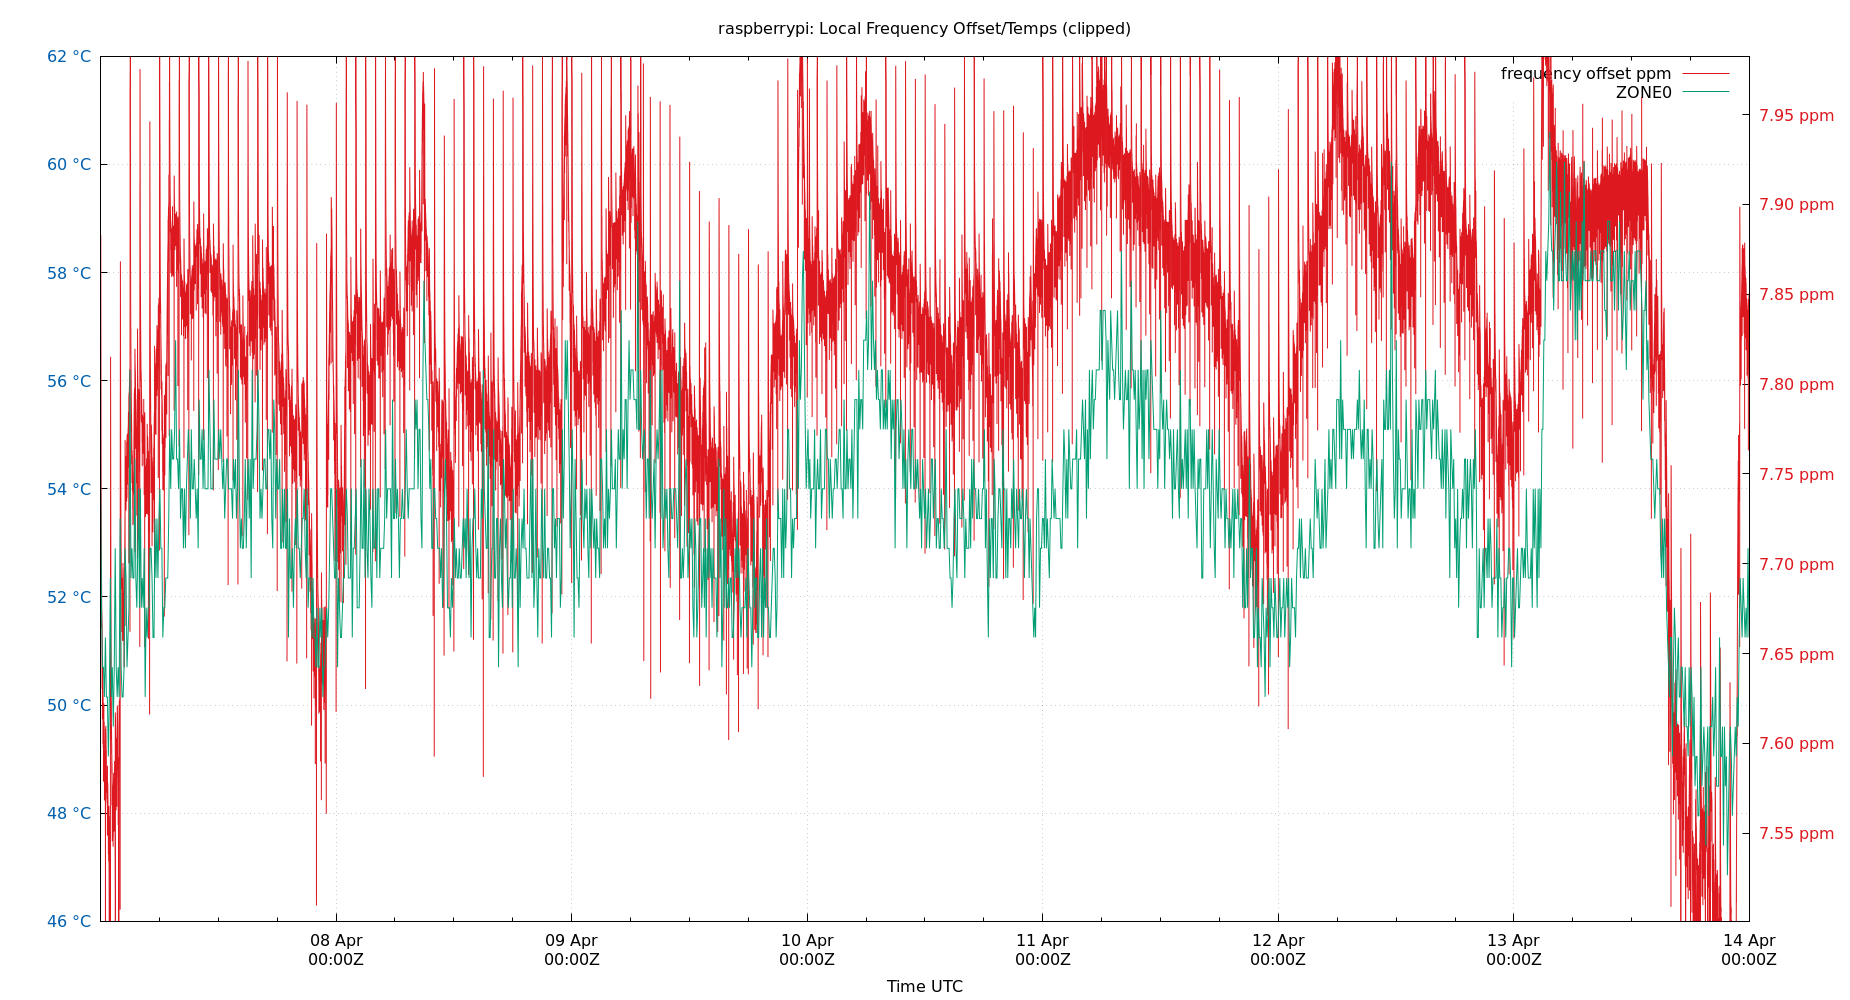 raspberrypi: Local Frequency Offset/Temps (clipped)
62 °C
60 °C
58 °C
56 °C
54 °C
52 °C
50 °C
48 °C
46 °C
frequency offset ppm
ZONE0
7.95 ppm
7.90 ppm
7.85 ppm
7.80 ppm
7.75 ppm
7.70 ppm
7.65 ppm
7.60 ppm
7.55 ppm
08 Apr
00:00Z
09 Apr
00:00Z
10 Apr
00:00Z
11 Apr
00:00Z
12 Apr
00:00Z
13 Apr
00:00Z
14 Apr
00:00Z
Time UTC